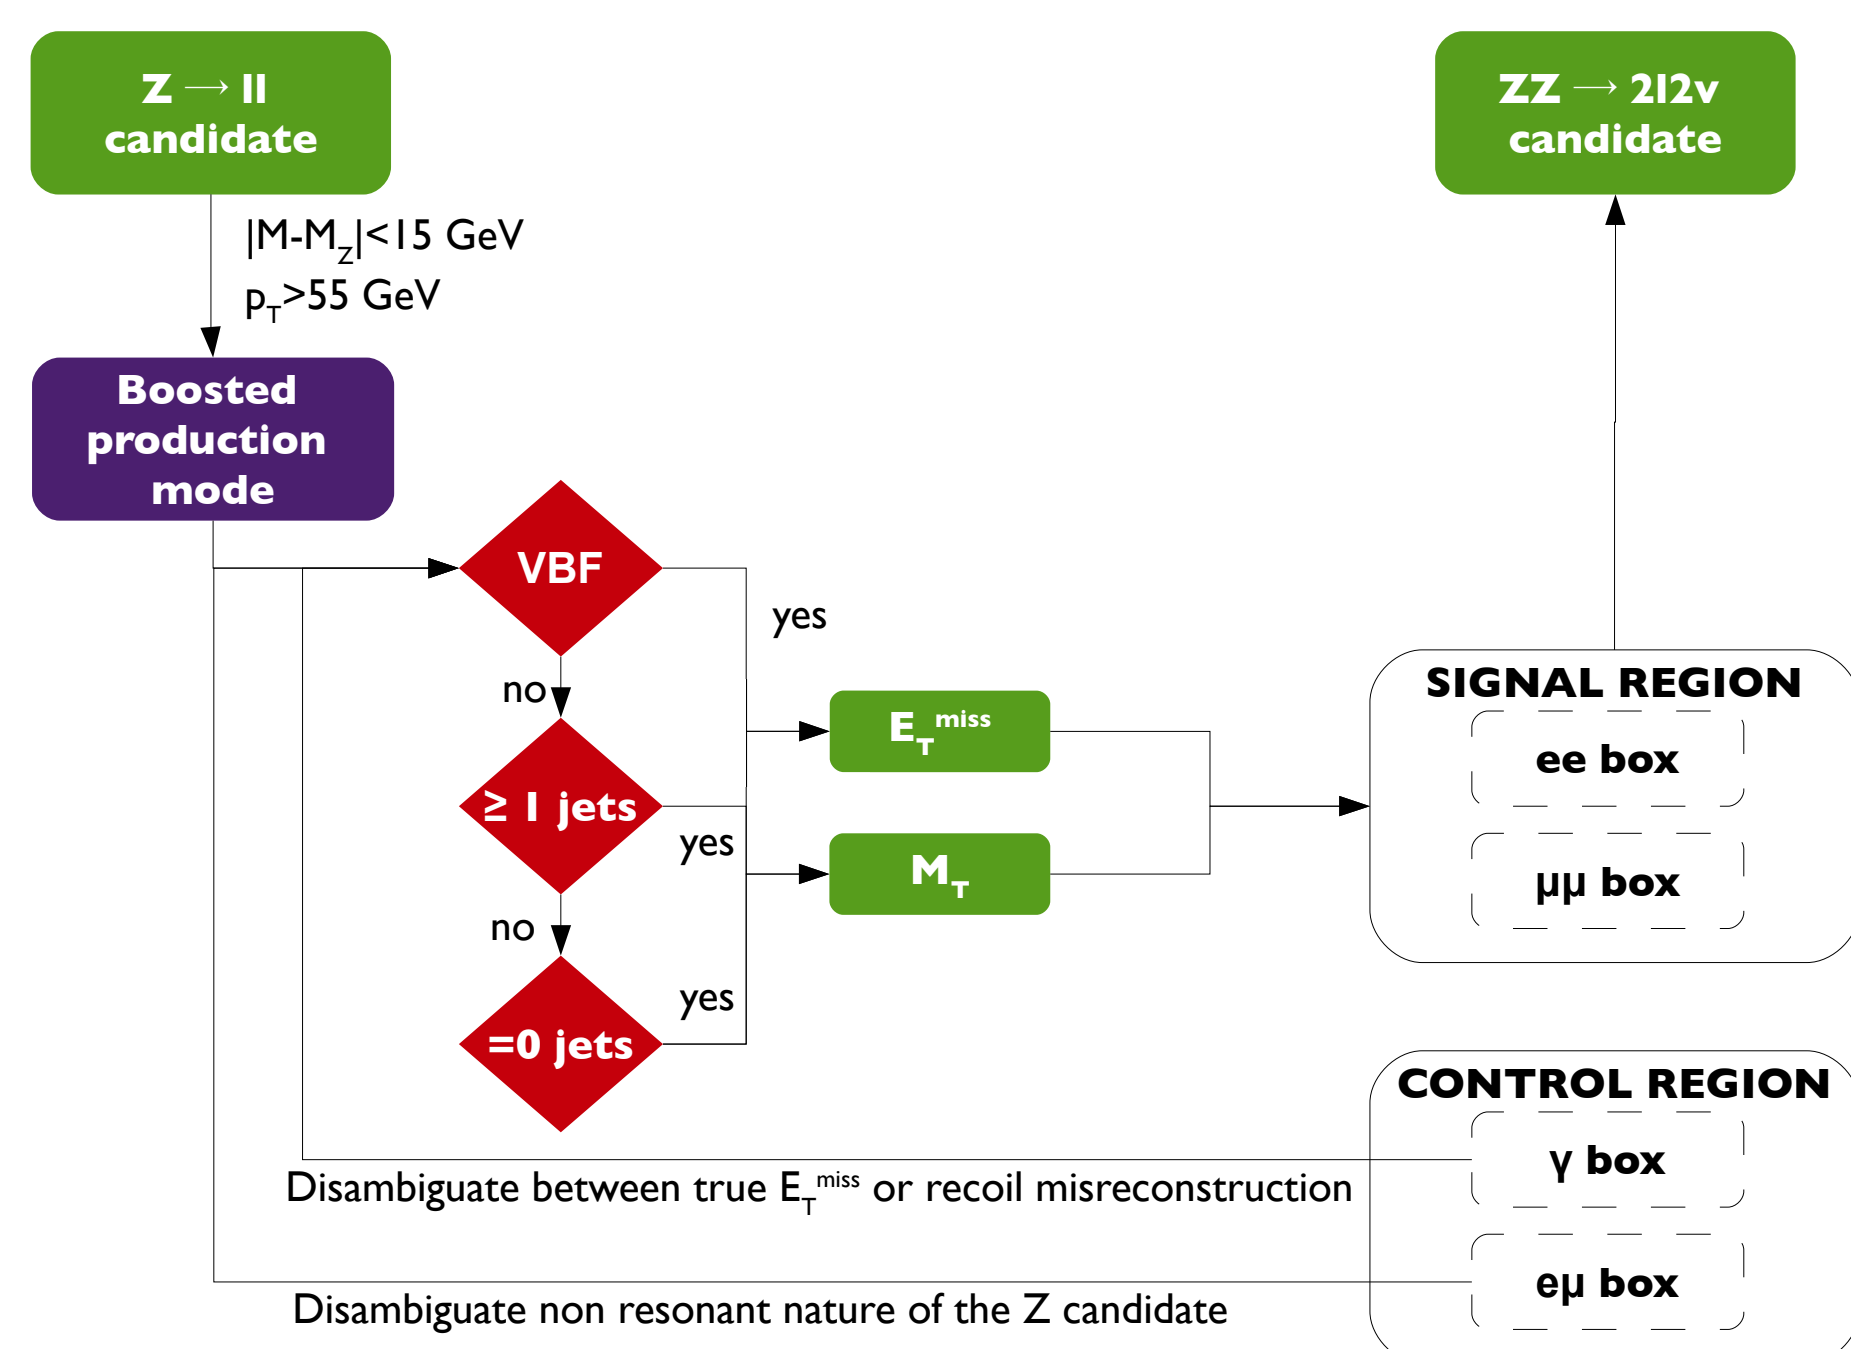 Z → ll
candidate
ZZ → 2l2ν
candidate
|M-M_Z|<15 GeV
p_T>55 GeV
Boosted
production
mode
VBF
yes
no
≥ 1 jets
yes
no
=0 jets
yes
E_T^miss
M_T
SIGNAL REGION
ee box
μμ box
CONTROL REGION
γ box
Disambiguate between true E_T^miss or recoil misreconstruction
eμ box
Disambiguate non resonant nature of the Z candidate